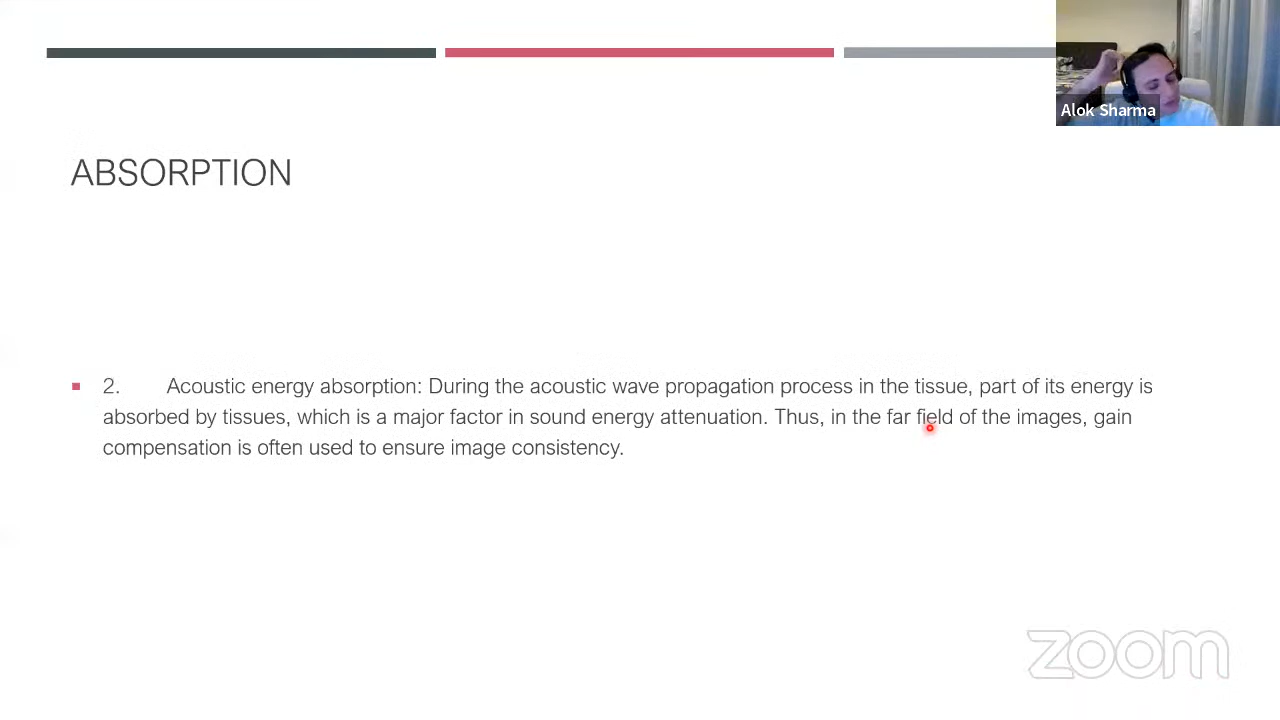 Alok Sharma
ABSORPTION
2. Acoustic energy absorption: During the acoustic wave propagation process in the tissue, part of its energy is
absorbed by tissues, which is a major factor in sound energy attenuation. Thus, in the far field of the images, gain
compensation is often used to ensure image consistency.
zoom